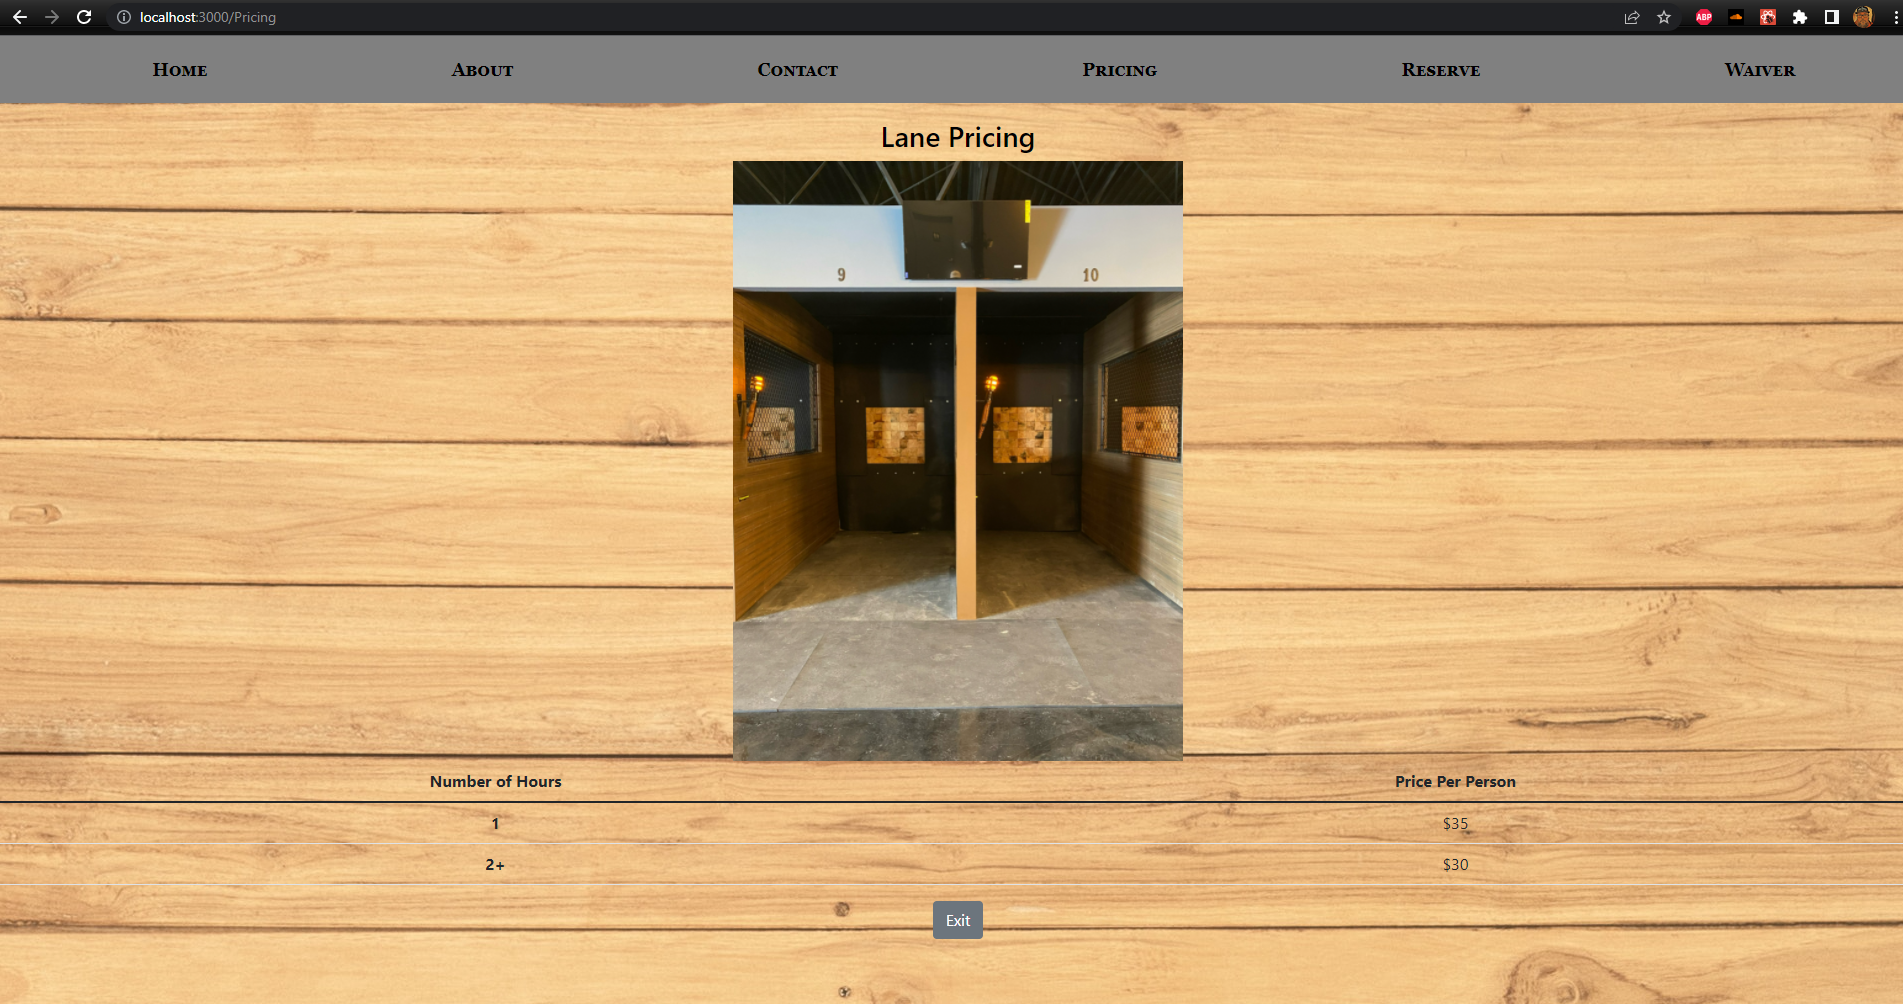 localhost:3000/Pricing
ABP
Home About Contact Pricing Reserve Waiver
Lane Pricing
9 10
Number of Hours Price Per Person
1 $35
2+ $30
Exit